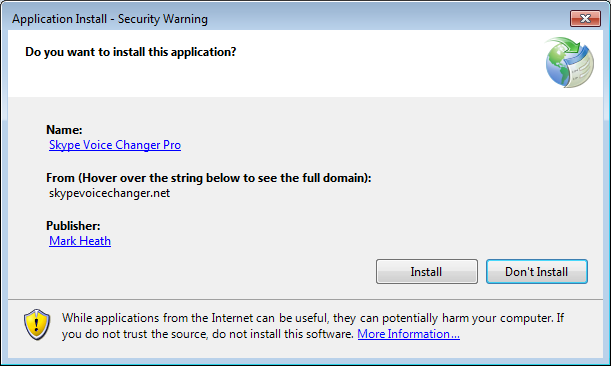 Application Install - Security Warning
Do you want to install this application?
Name:
Skype Voice Changer Pro
From (Hover over the string below to see the full domain):
skypevoicechanger.net
Publisher:
Mark Heath
Install
Don't Install
While applications from the Internet can be useful, they can potentially harm your computer. If
you do not trust the source, do not install this software. More Information...